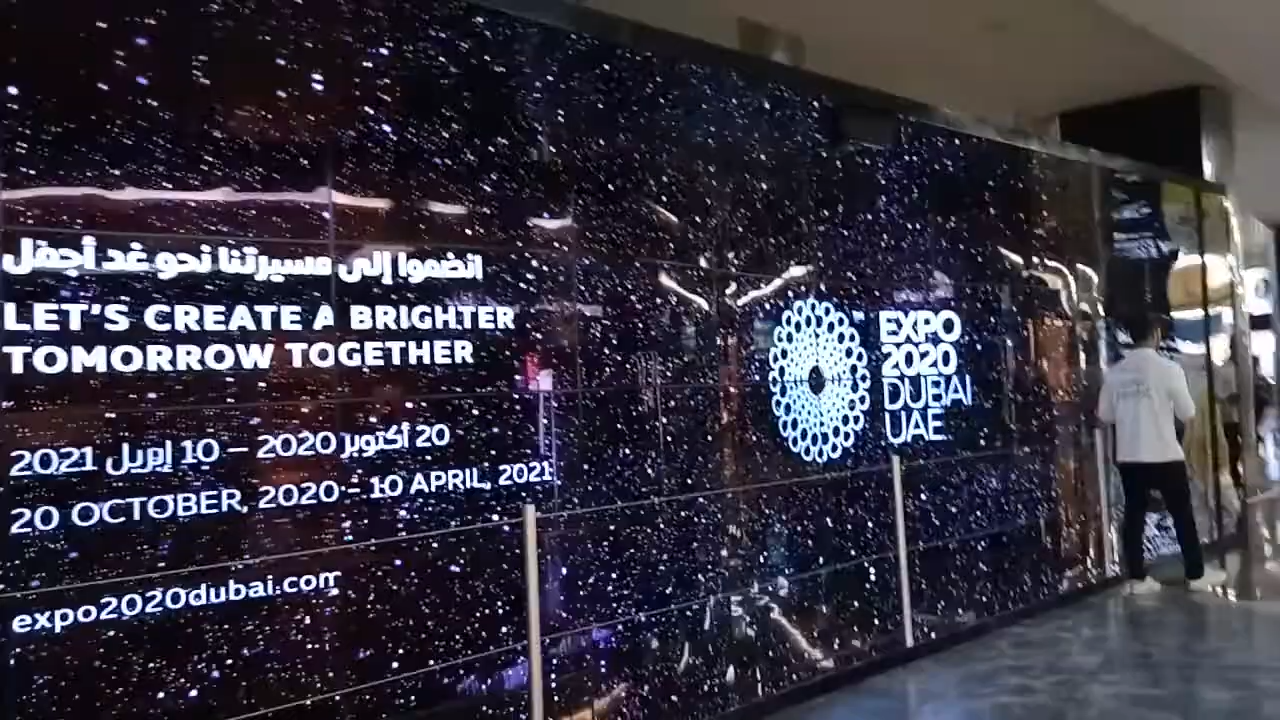 انضموا إلى مسيرتنا نحو غد أجمل
LET'S CREATE A BRIGHTER
TOMORROW TOGETHER
20 أكتوبر 2020 – 10 إبريل 2021
20 OCTOBER, 2020 - 10 APRIL, 2021
expo2020dubai.com
EXPO
2020
DUBAI
UAE